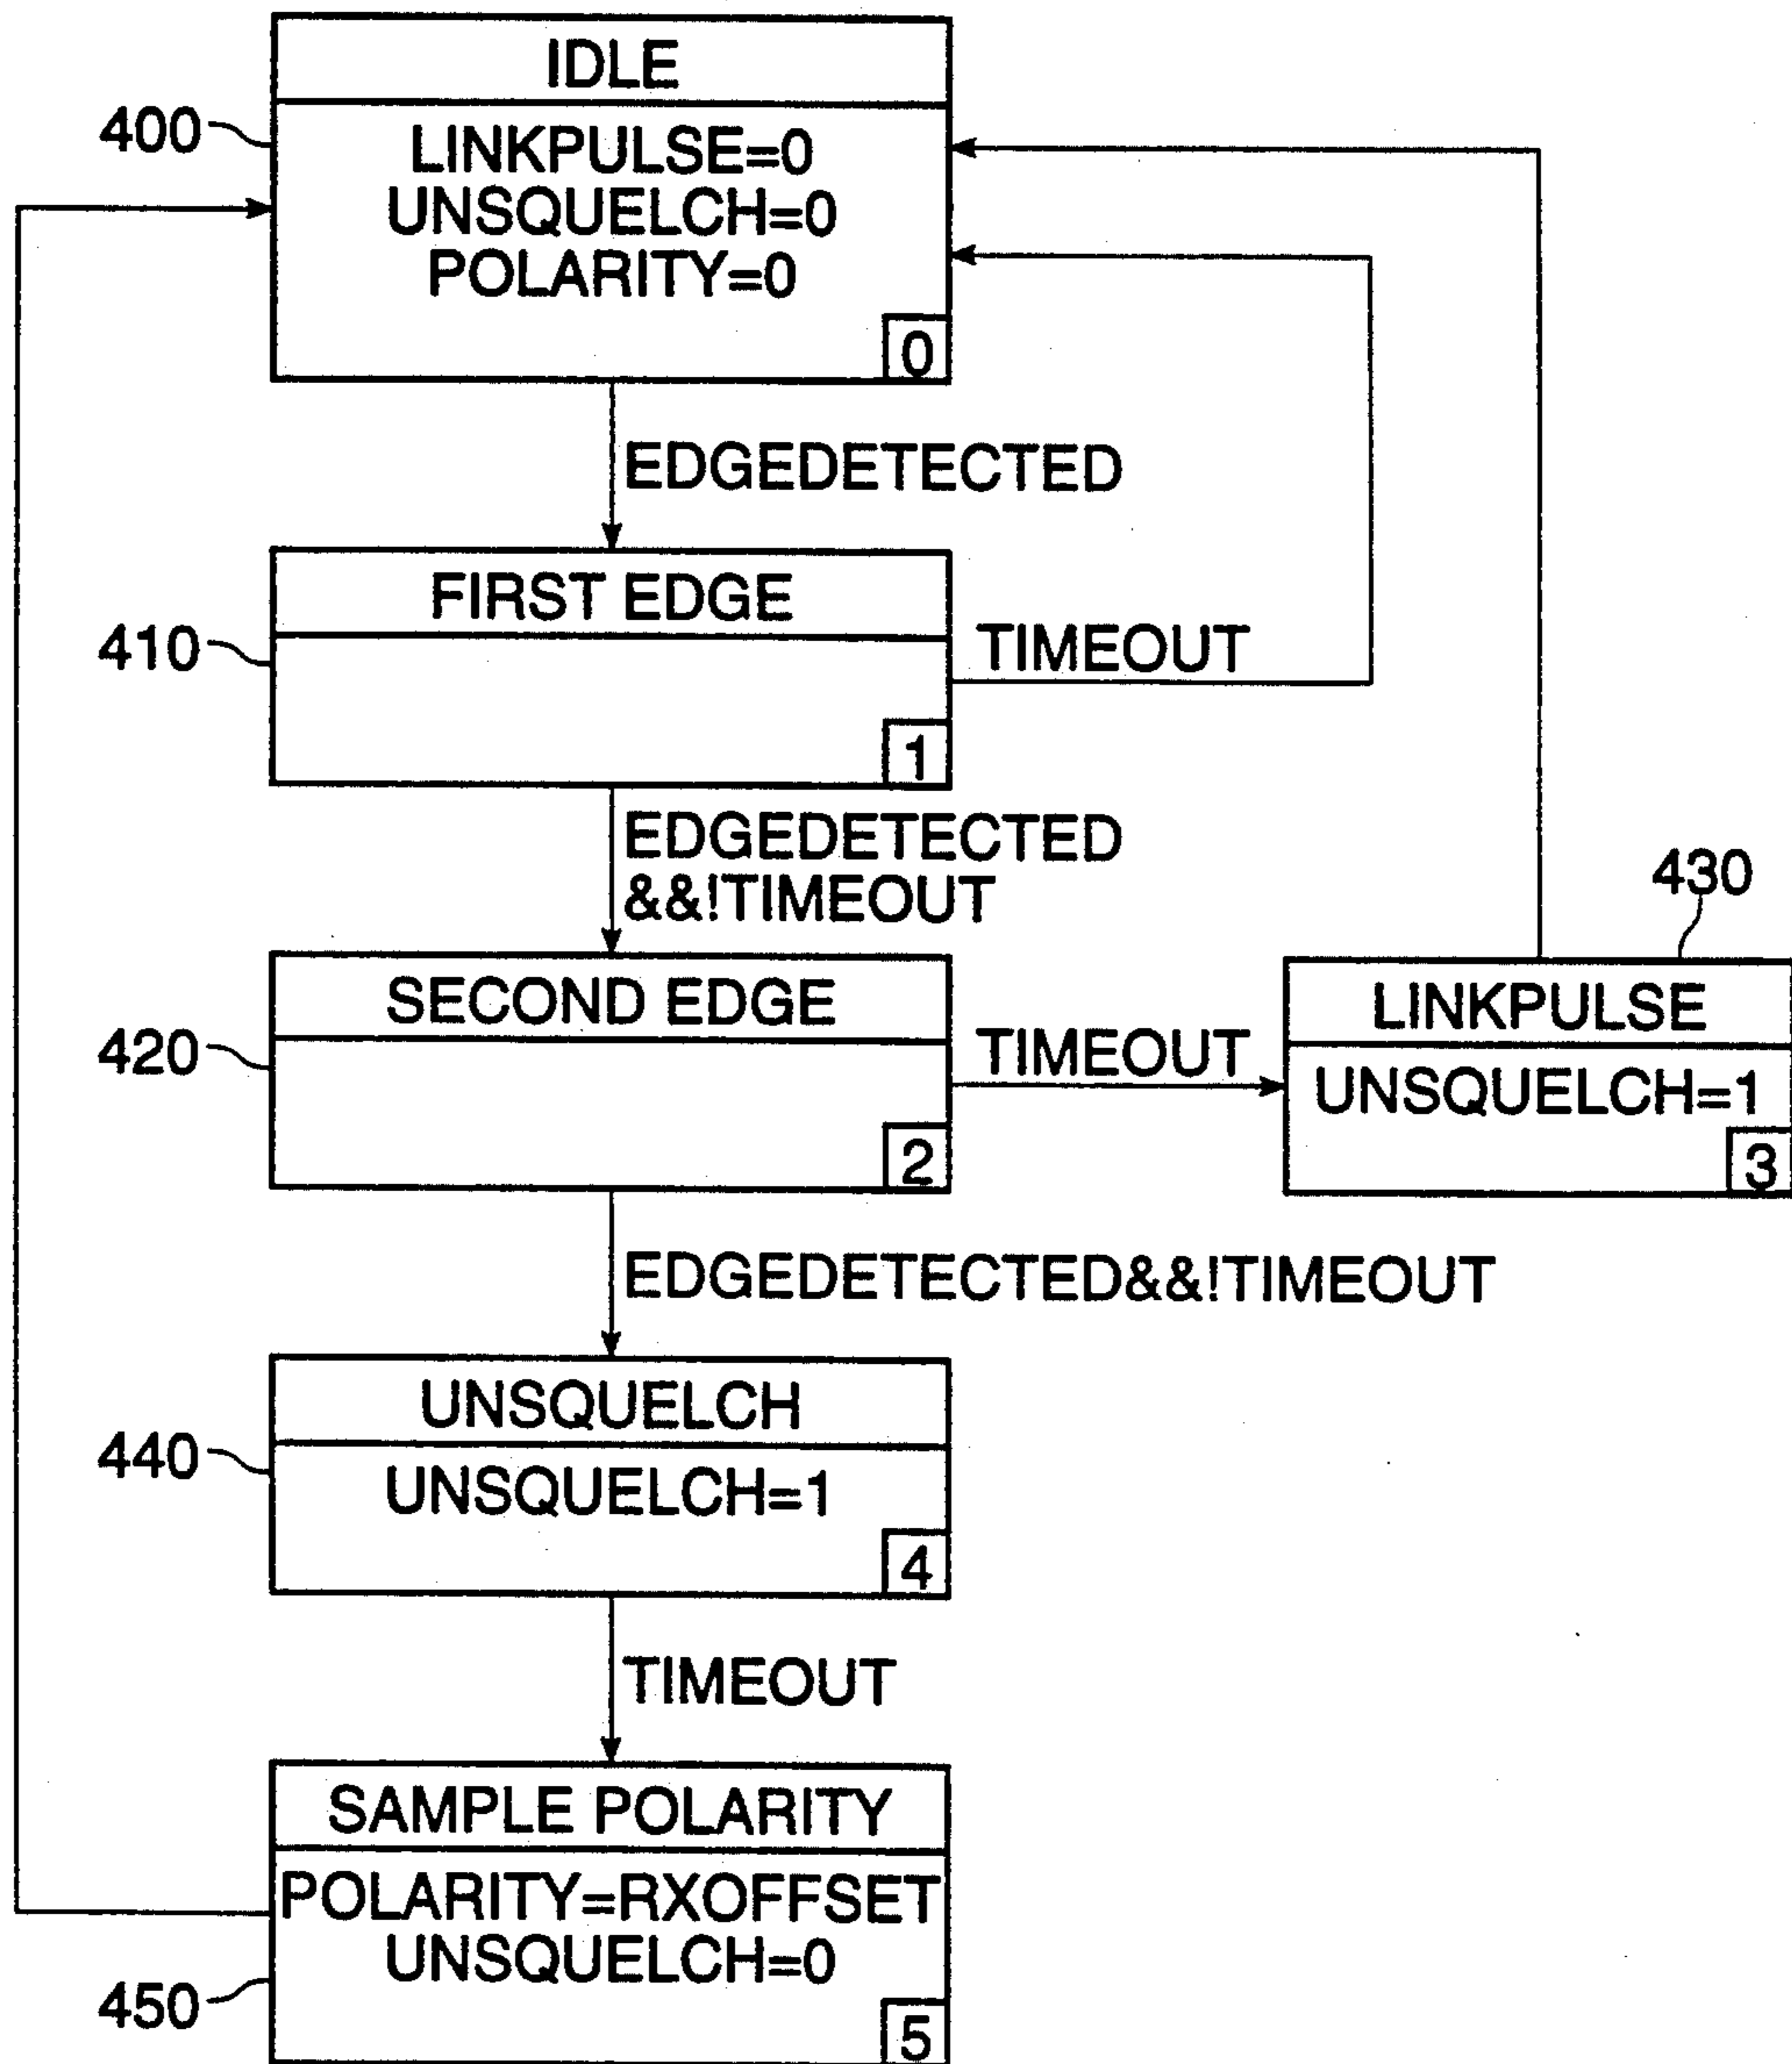 IDLE
400
LINKPULSE=0
UNSQUELCH=0
POLARITY=0
0
EDGEDETECTED
FIRST EDGE
410
TIMEOUT
1
EDGEDETECTED
&&!TIMEOUT
430
SECOND EDGE
LINKPULSE
420
TIMEOUT
UNSQUELCH=1
2
3
EDGEDETECTED&&!TIMEOUT
UNSQUELCH
440
UNSQUELCH=1
4
TIMEOUT
SAMPLE POLARITY
POLARITY=RXOFFSET
UNSQUELCH=0
450
5